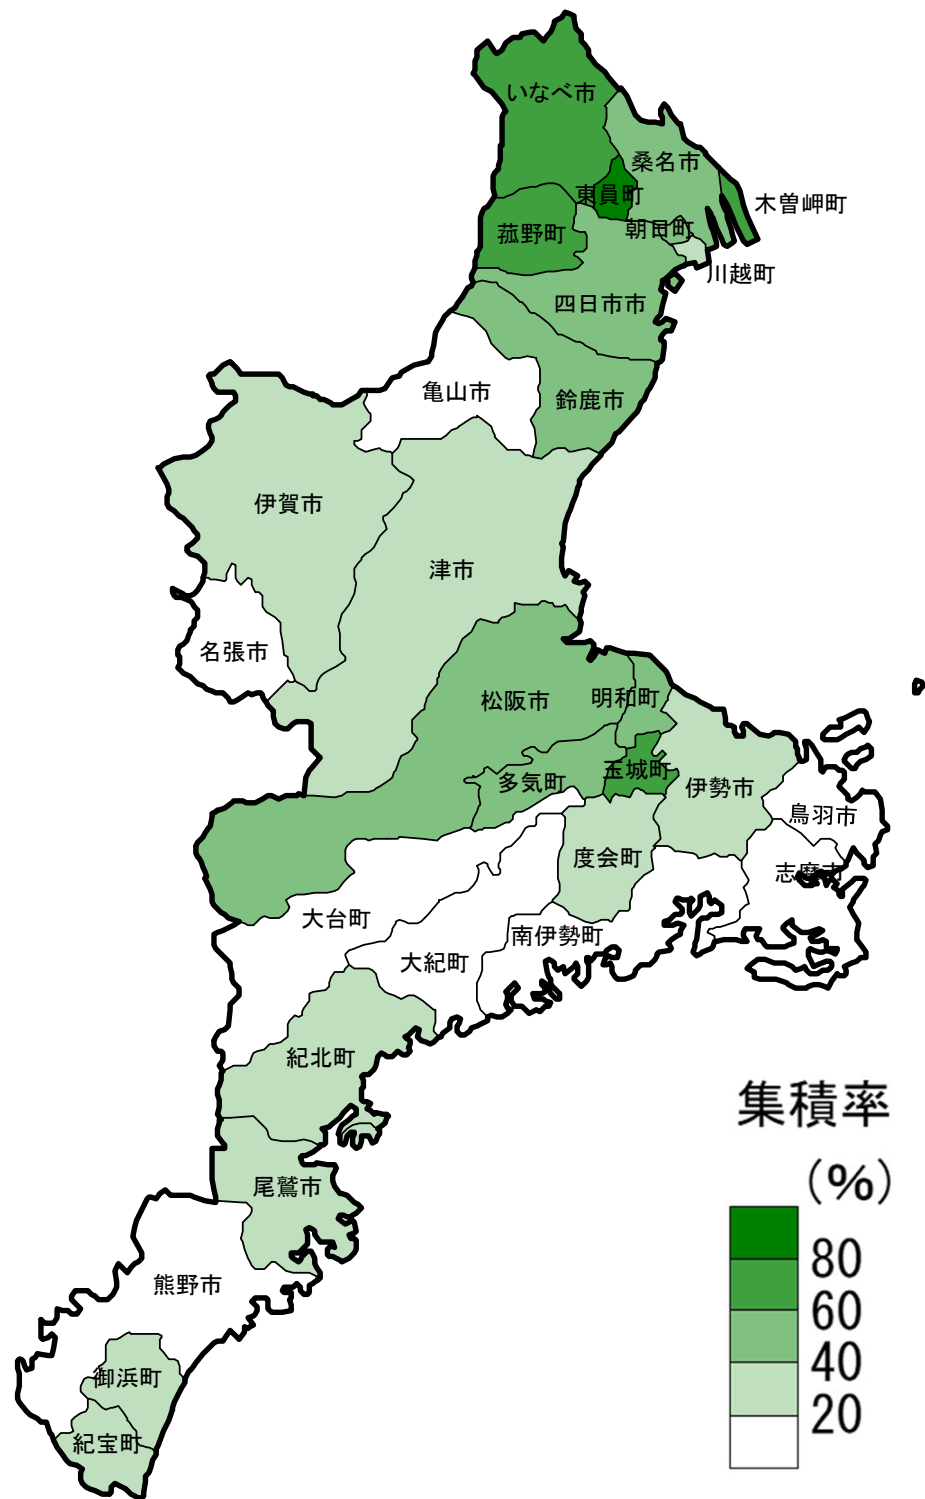 いなべ市
桑名市
東員町
木曽岬町
菰野町
朝日町
川越町
四日市市
亀山市
鈴鹿市
伊賀市
津市
名張市
松阪市
明和町
多気町
玉城町
伊勢市
鳥羽市
度会町
志摩市
大台町
南伊勢町
大紀町
紀北町
尾鷲市
熊野市
御浜町
紀宝町
集積率
(%)
80
60
40
20